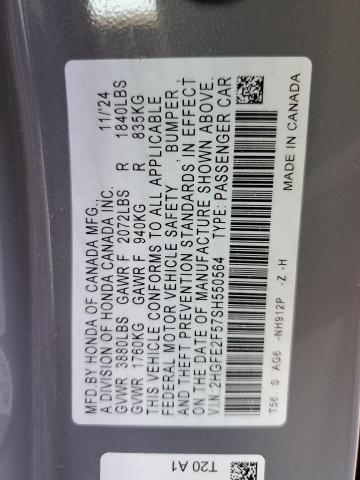 MFD BY HONDA OF CANADA MFG.,
A DIVISION OF HONDA CANADA INC. 11/'24
GVWR 3880LBS GAWR F 2072LBS R 1840LBS
GVWR 1760KG GAWR F 940KG R 835KG
THIS VEHICLE CONFORMS TO ALL APPLICABLE
FEDERAL MOTOR VEHICLE SAFETY , BUMPER ,
AND THEFT PREVENTION STANDARDS IN EFFECT
ON THE DATE OF MANUFACTURE SHOWN ABOVE.
V.I.N.:2HGFE2F57SH550564 TYPE: PASSENGER CAR
T56 S AG6 -NH912P -Z -H
MADE IN CANADA
T20 A1